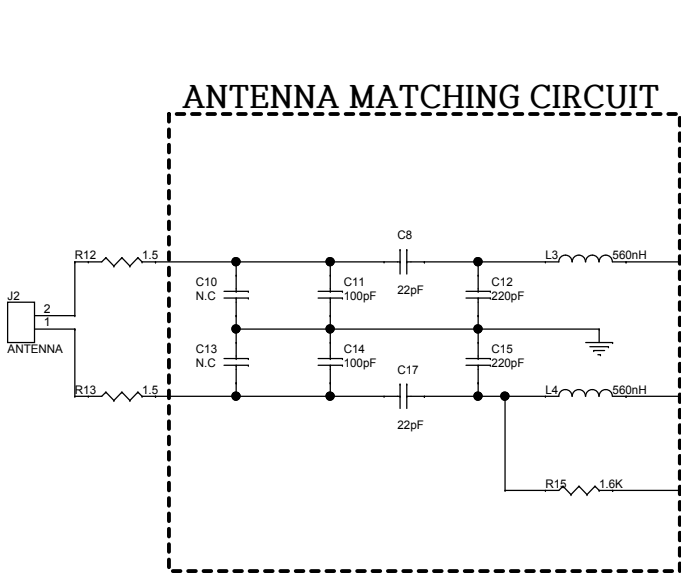 ANTENNA MATCHING CIRCUIT
C8
R12
1.5
L3
560nH
C10
N.C
C11
100pF
22pF
C12
220pF
J2
2
1
ANTENNA
C13
N.C
C14
100pF
C17
C15
220pF
R13
1.5
L4
560nH
22pF
R15
1.6K